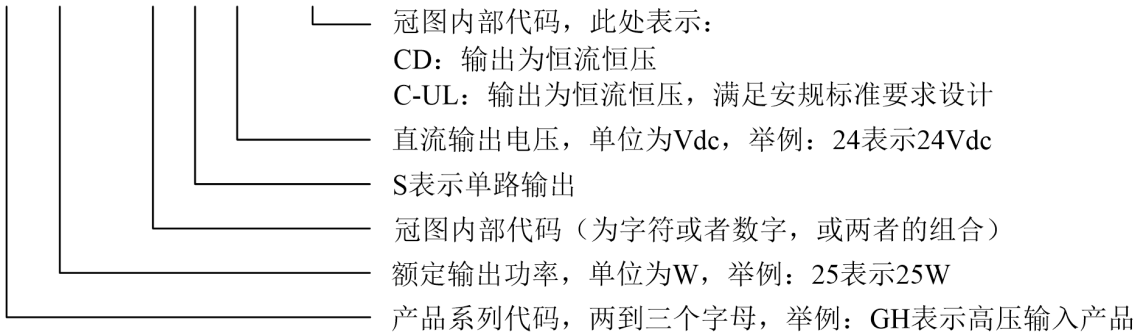 冠图内部代码，此处表示：
CD：输出为恒流恒压
C-UL：输出为恒流恒压，满足安规标准要求设计
直流输出电压，单位为Vdc，举例：24表示24Vdc
S表示单路输出
冠图内部代码（为字符或者数字，或两者的组合）
额定输出功率，单位为W，举例：25表示25W
产品系列代码，两到三个字母，举例：GH表示高压输入产品